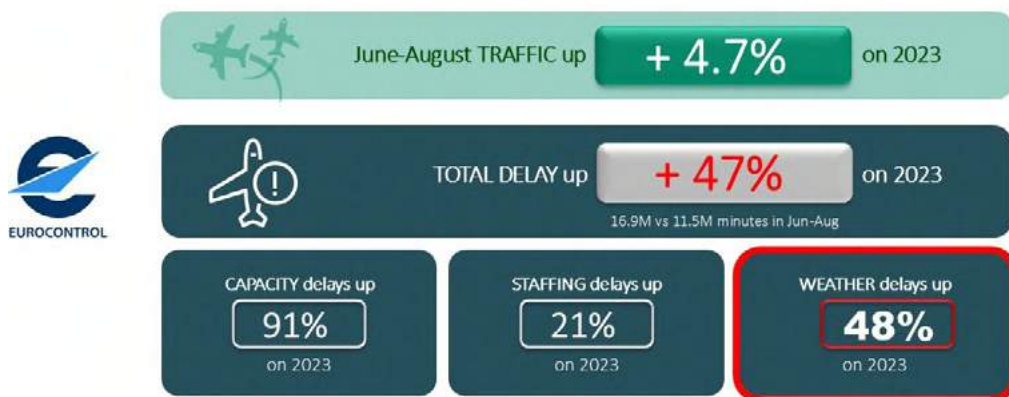 June-August TRAFFIC up + 4.7% on 2023
EUROCONTROL
TOTAL DELAY up + 47% on 2023
16.9M vs 11.5M minutes in Jun-Aug
CAPACITY delays up
91%
on 2023
STAFFING delays up
21%
on 2023
WEATHER delays up
48%
on 2023